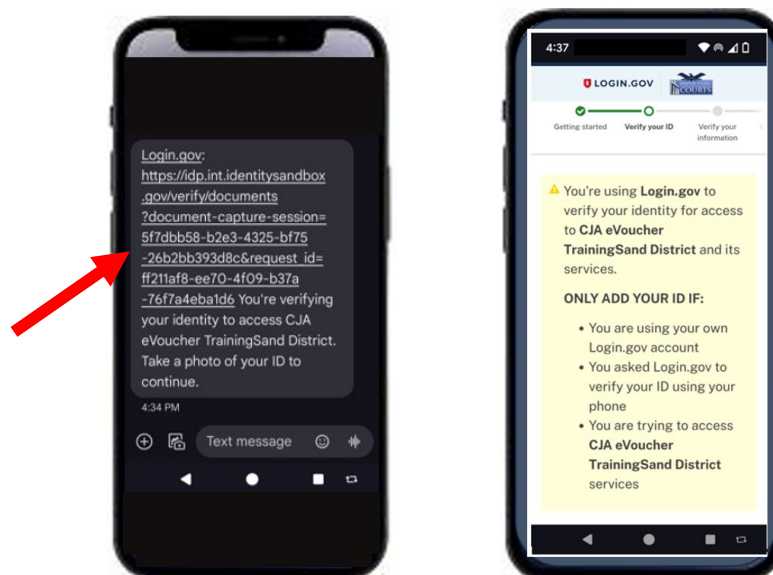 Login.gov:
https://idp.int.identitysandbox
.gov/verify/documents
?document-capture-session=
5f7dbb58-b2e3-4325-bf75
-26b2bb393d8c&request_id=
ff211af8-ee70-4f09-b37a
-76f7a4eba1d6 You're verifying
your identity to access CJA
eVoucher TrainingSand District.
Take a photo of your ID to
continue.
4:34 PM
Text message
4:37
LOGIN.GOV
COURTS
Getting started
Verify your ID
Verify your
information
You're using Login.gov to
verify your identity for access
to CJA eVoucher
TrainingSand District and its
services.
ONLY ADD YOUR ID IF:
• You are using your own
Login.gov account
• You asked Login.gov to
verify your ID using your
phone
• You are trying to access
CJA eVoucher
TrainingSand District
services